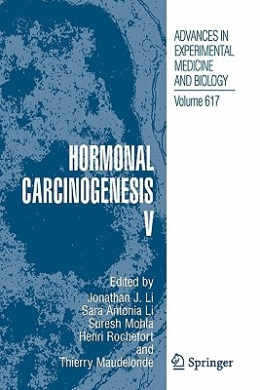 ADVANCES IN
EXPERIMENTAL
MEDICINE
AND BIOLOGY
Volume 617
HORMONAL
CARCINOGENESIS
V
Edited by
Jonathan J. Li
Sara Antonia Li
Suresh Mohla
Henri Rochefort
and
Thierry Maudelonde
Springer